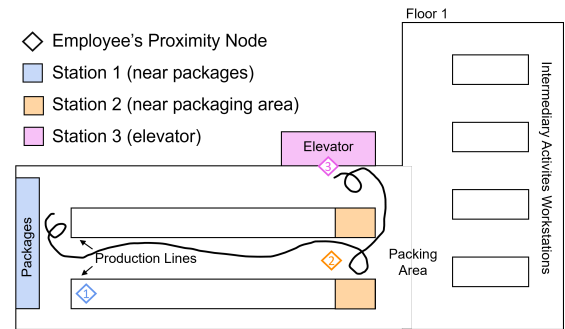 Floor 1
Employee's Proximity Node
Station 1 (near packages)
Station 2 (near packaging area)
Station 3 (elevator)
Elevator
3
Packages
Production Lines
2
1
Packing
Area
Intermediary Activites Workstations